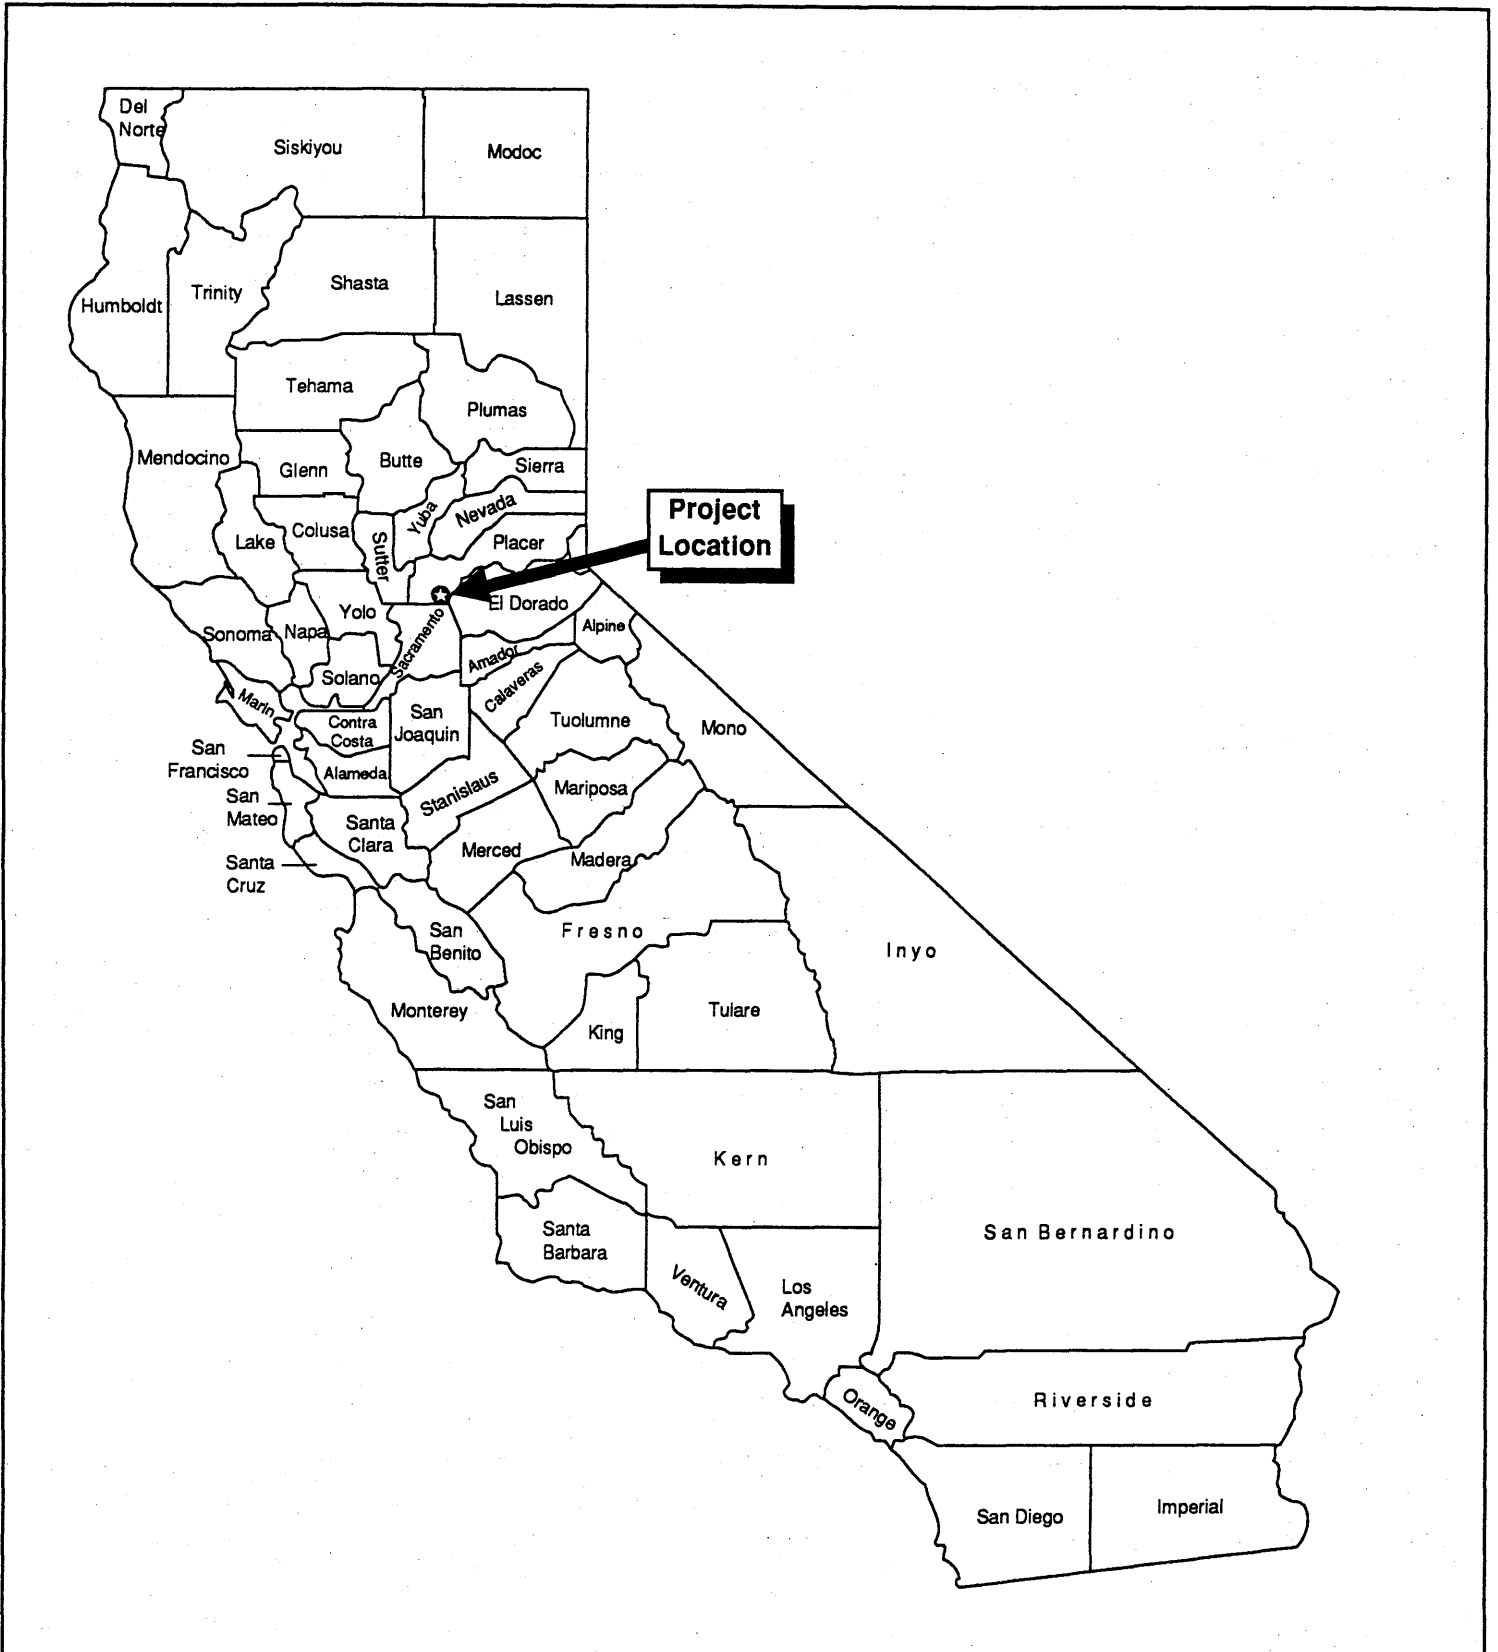 Del
Norte
Siskiyou
Modoc
Shasta
Trinity
Lassen
Humboldt
Tehama
Plumas
Mendocino
Glenn
Butte
Sierra
Yuba
Nevada
Project
Location
Colusa
Lake
Sutter
Placer
El Dorado
Yolo
Sonoma
Napa
Sacramento
Alpine
Amador
Solano
Calaveras
Marin
Contra
Costa
San
Joaquin
Tuolumne
Mono
San
Francisco
Alameda
Stanislaus
Mariposa
San
Mateo
Santa
Clara
Merced
Madera
Santa
Cruz
San
Benito
Fresno
Inyo
Monterey
King
Tulare
San
Luis
Obispo
Kern
Santa
Barbara
San Bernardino
Ventura
Los
Angeles
Orange
Riverside
San Diego
Imperial